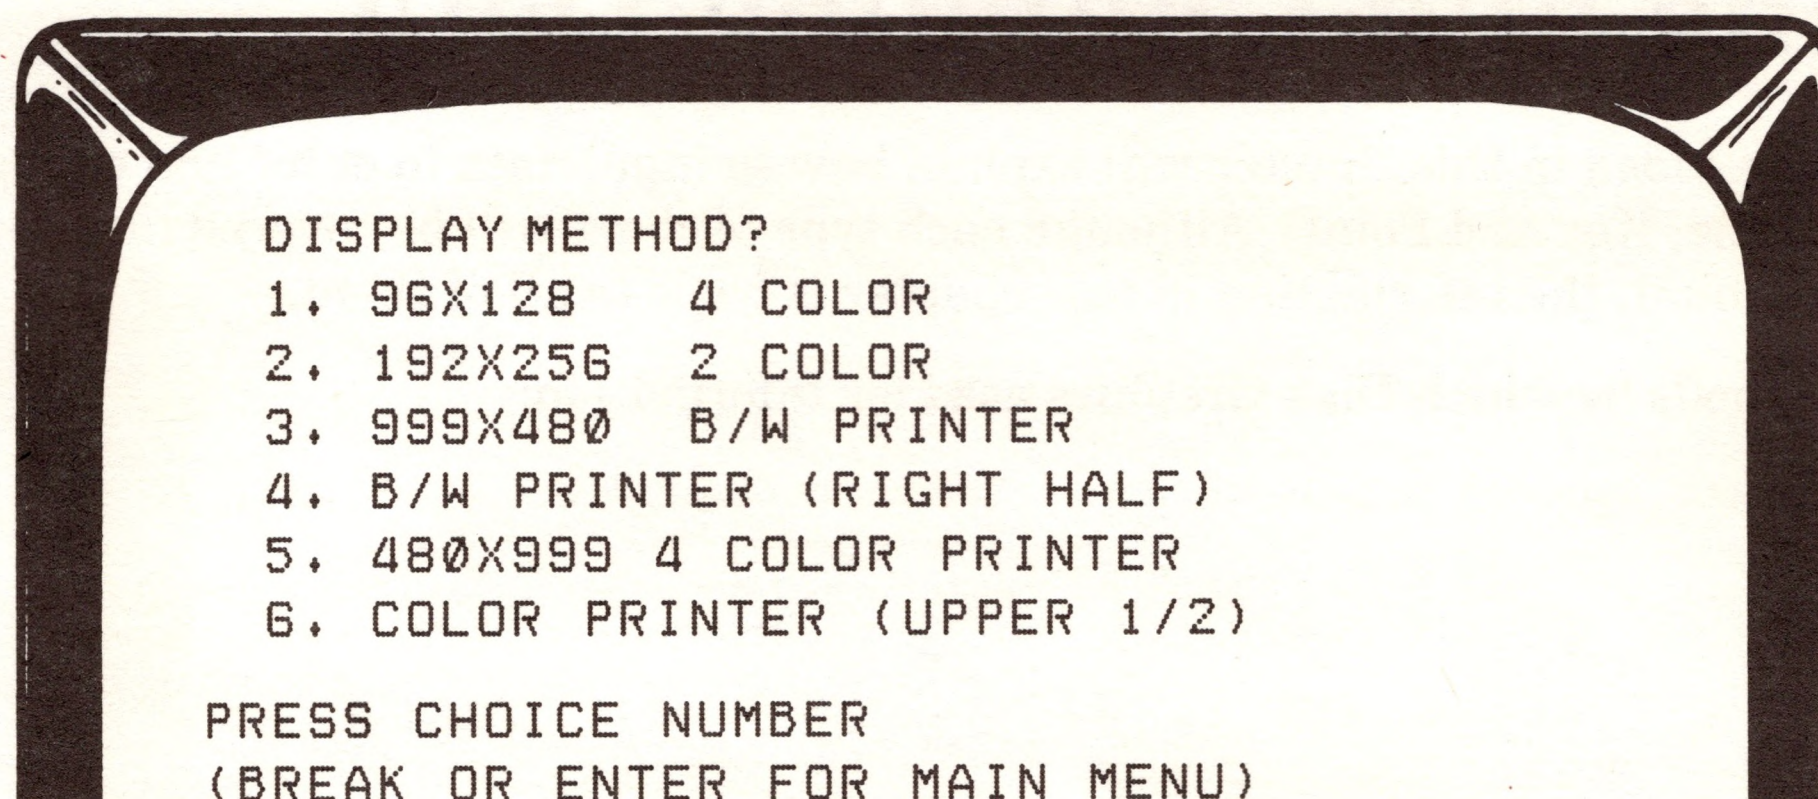 DISPLAY METHOD?
1. 96X128 4 COLOR
2. 192X256 2 COLOR
3. 999X480 B/W PRINTER
4. B/W PRINTER (RIGHT HALF)
5. 480X999 4 COLOR PRINTER
6. COLOR PRINTER (UPPER 1/2)
PRESS CHOICE NUMBER
(BREAK OR ENTER FOR MAIN MENU)